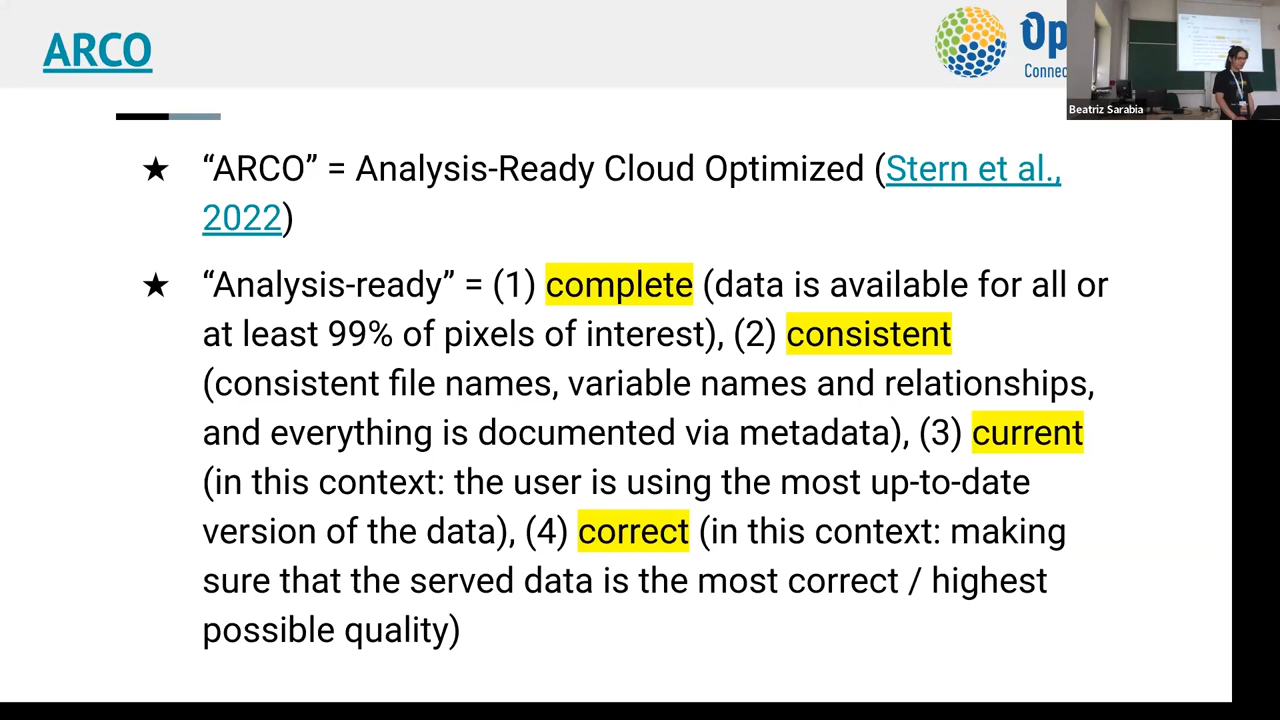 ARCO
Op
Connec
Beatriz Sarabia
★ “ARCO” = Analysis-Ready Cloud Optimized (Stern et al.,
2022)
★ “Analysis-ready” = (1) complete (data is available for all or
at least 99% of pixels of interest), (2) consistent
(consistent file names, variable names and relationships,
and everything is documented via metadata), (3) current
(in this context: the user is using the most up-to-date
version of the data), (4) correct (in this context: making
sure that the served data is the most correct / highest
possible quality)